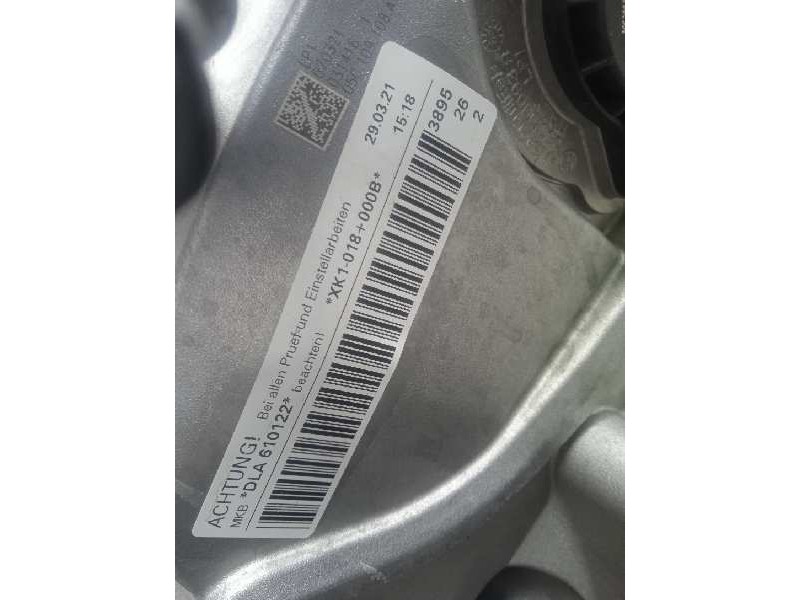 ACHTUNG! Bei allen Pruef-und Einstellarbeiten beachten!
MKB *DLA 610122* *XK1-018+000B*
29.03.21
15:18
3895
26
2